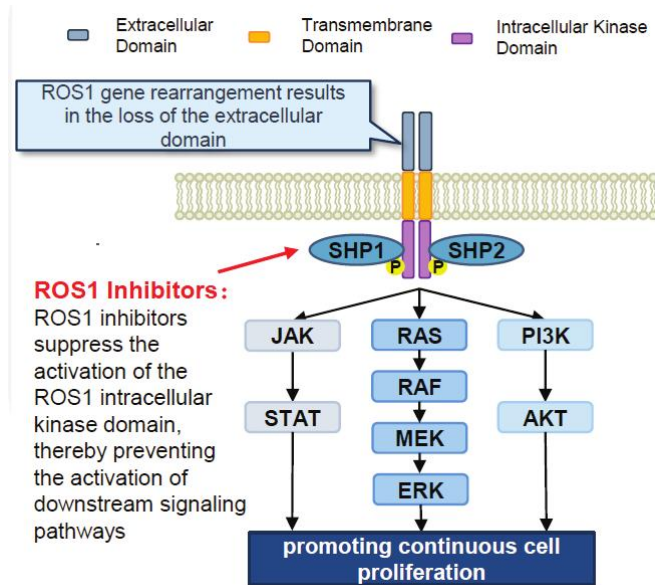 Extracellular
Domain
Transmembrane
Domain
Intracellular Kinase
Domain
ROS1 gene rearrangement results
in the loss of the extracellular
domain
SHP1
SHP2
P
P
ROS1 Inhibitors：
ROS1 inhibitors
suppress the
activation of the
ROS1 intracellular
kinase domain,
thereby preventing
the activation of
downstream signaling
pathways
JAK
RAS
PI3K
RAF
STAT
AKT
MEK
ERK
promoting continuous cell
proliferation